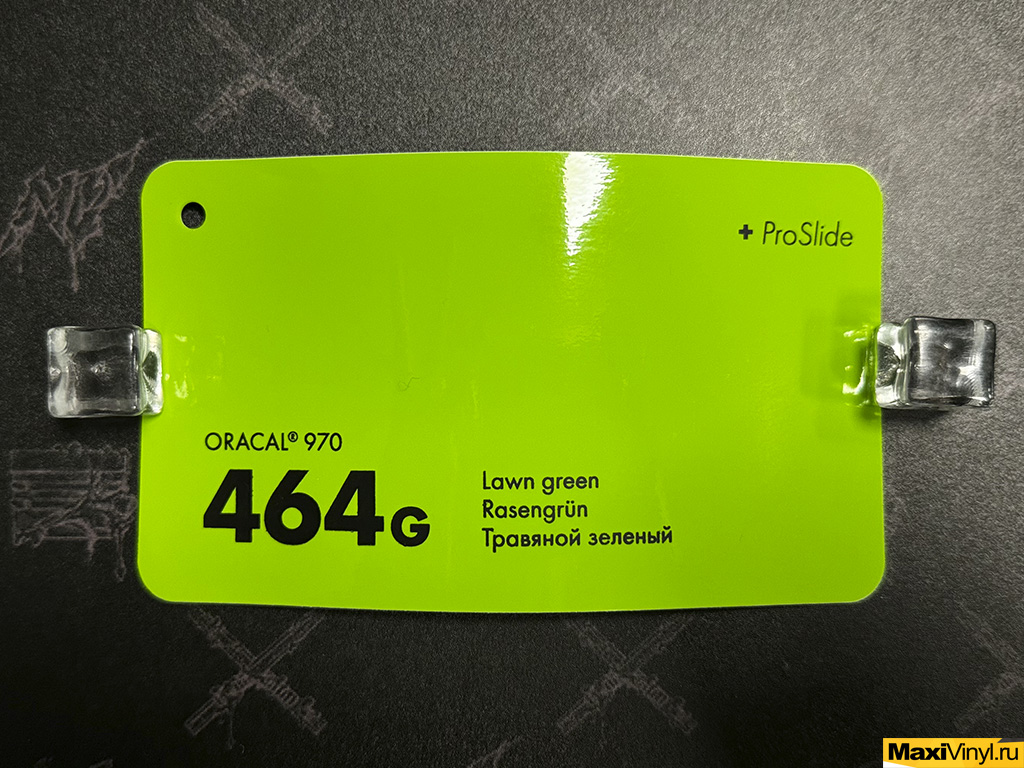 + ProSlide
ORACAL® 970
464G
Lawn green
Rasengrün
Травяной зеленый
MaxiVinyl.ru